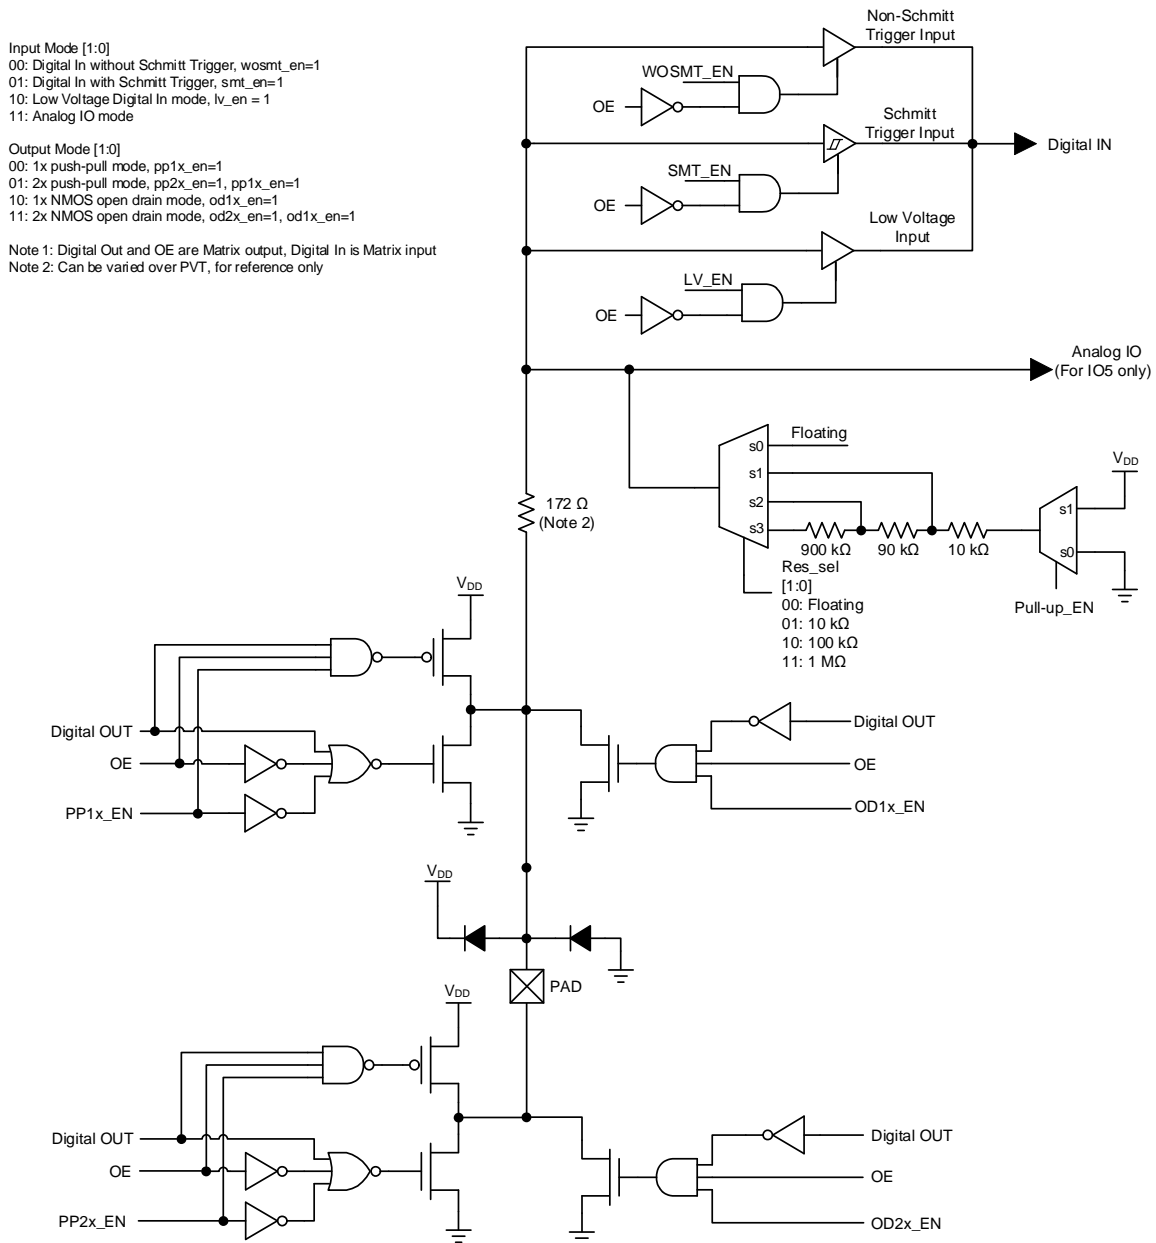 Input Mode [1:0]
00: Digital In without Schmitt Trigger, wosmt_en=1
01: Digital In with Schmitt Trigger, smt_en=1
10: Low Voltage Digital In mode, lv_en = 1
11: Analog IO mode
Output Mode [1:0]
00: 1x push-pull mode, pp1x_en=1
01: 2x push-pull mode, pp2x_en=1, pp1x_en=1
10: 1x NMOS open drain mode, od1x_en=1
11: 2x NMOS open drain mode, od2x_en=1, od1x_en=1
Note 1: Digital Out and OE are Matrix output, Digital In is Matrix input
Note 2: Can be varied over PVT, for reference only
Non-Schmitt
Trigger Input
WOSMT_EN
OE
Schmitt
Trigger Input
Digital IN
SMT_EN
OE
Low Voltage
Input
LV_EN
OE
Analog IO
(For IO5 only)
Floating
s0
s1
s2
s3
VDD
s1
s0
172 Ω
(Note 2)
900 kΩ
90 kΩ
10 kΩ
Res_sel
[1:0]
00: Floating
01: 10 kΩ
10: 100 kΩ
11: 1 MΩ
Pull-up_EN
VDD
Digital OUT
OE
PP1x_EN
Digital OUT
OE
OD1x_EN
VDD
PAD
VDD
Digital OUT
OE
PP2x_EN
Digital OUT
OE
OD2x_EN